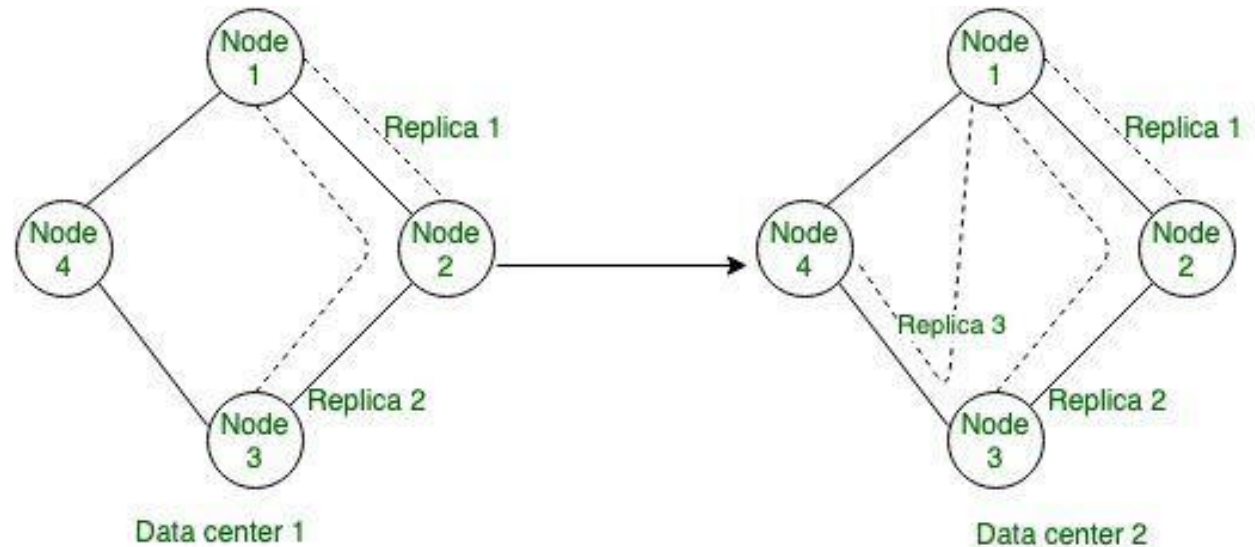 Node
1
Replica 1
Node
4
Node
2
Replica 2
Node
3
Data center 1
Node
1
Replica 1
Node
4
Node
2
Replica 3
Replica 2
Node
3
Data center 2